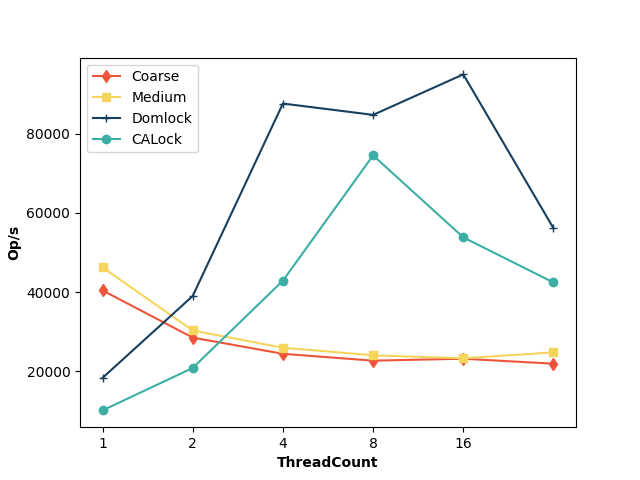 Coarse
Medium
Domlock
CALock
80000
60000
40000
20000
Op/s
1 2 4 8 16
ThreadCount